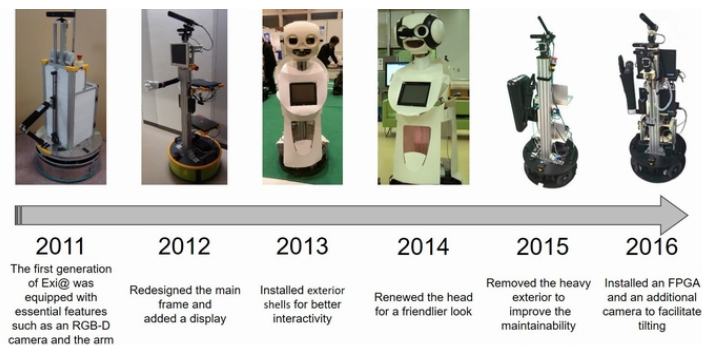 2011
The first generation
of Exi@ was
equipped with
essential features
such as an RGB-D
camera and the arm
2012
Redesigned the main
frame and
added a display
2013
Installed exterior
shells for better
interactivity
2014
Renewed the head
for a friendlier look
2015
Removed the heavy
exterior to
improve the
maintainability
2016
Installed an FPGA
and an additional
camera to facilitate
tilting